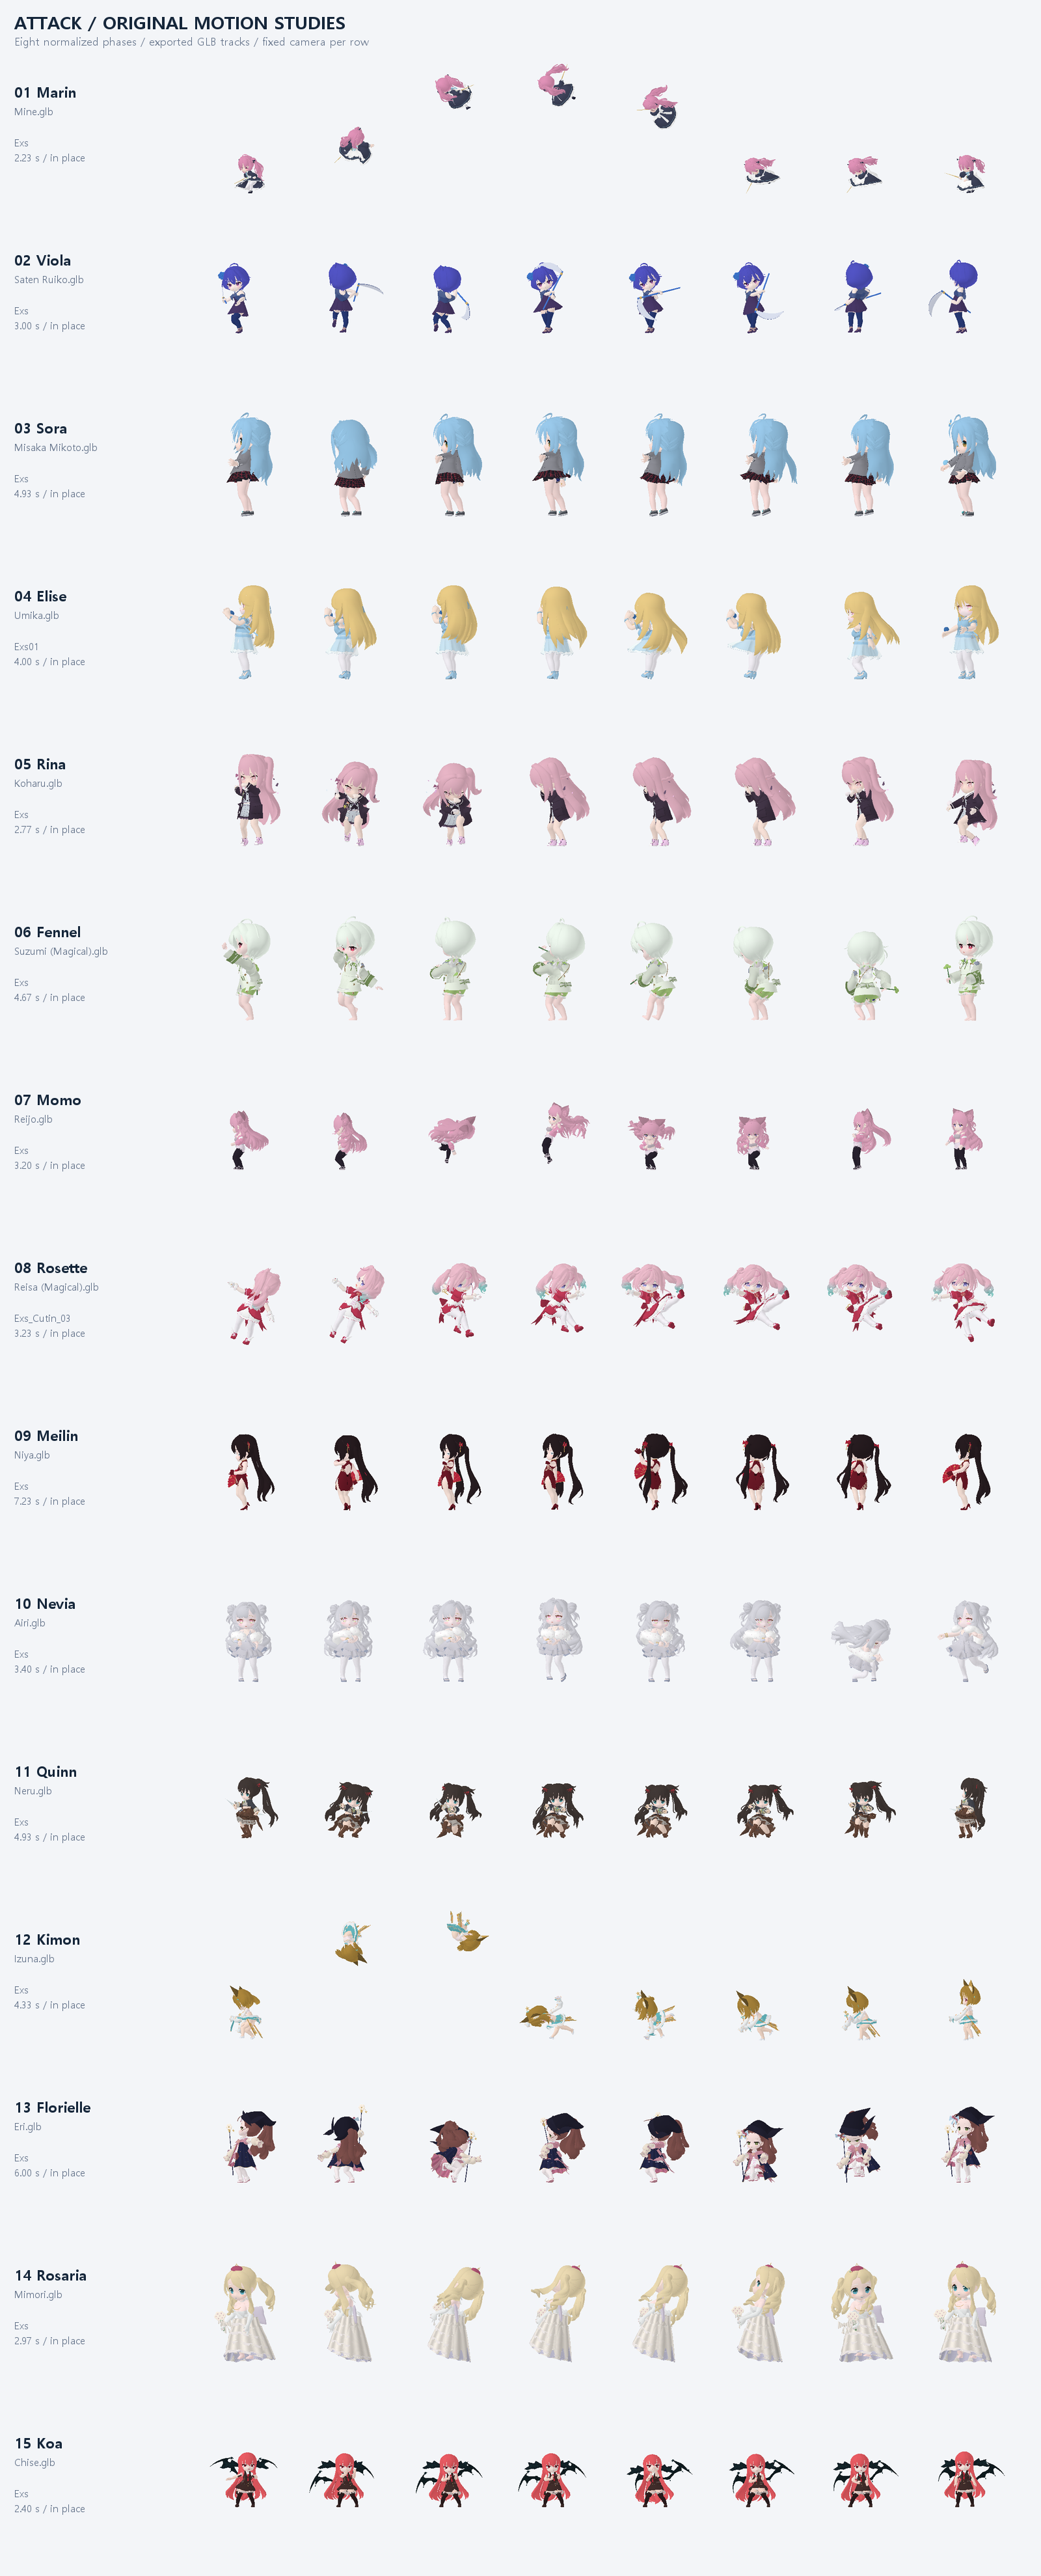 ATTACK / ORIGINAL MOTION STUDIES
Eight normalized phases / exported GLB tracks / fixed camera per row
01 Marin
Mine.glb
Exs
2.23 s / in place
02 Viola
Saten Ruiko.glb
Exs
3.00 s / in place
03 Sora
Misaka Mikoto.glb
Exs
4.93 s / in place
04 Elise
Umika.glb
Exs01
4.00 s / in place
05 Rina
Koharu.glb
Exs
2.77 s / in place
06 Fennel
Suzumi (Magical).glb
Exs
4.67 s / in place
07 Momo
Reijo.glb
Exs
3.20 s / in place
08 Rosette
Reisa (Magical).glb
Exs_Cutin_03
3.23 s / in place
09 Meilin
Niya.glb
Exs
7.23 s / in place
10 Nevia
Airi.glb
Exs
3.40 s / in place
11 Quinn
Neru.glb
Exs
4.93 s / in place
12 Kimon
Izuna.glb
Exs
4.33 s / in place
13 Florielle
Eri.glb
Exs
6.00 s / in place
14 Rosaria
Mimori.glb
Exs
2.97 s / in place
15 Koa
Chise.glb
Exs
2.40 s / in place